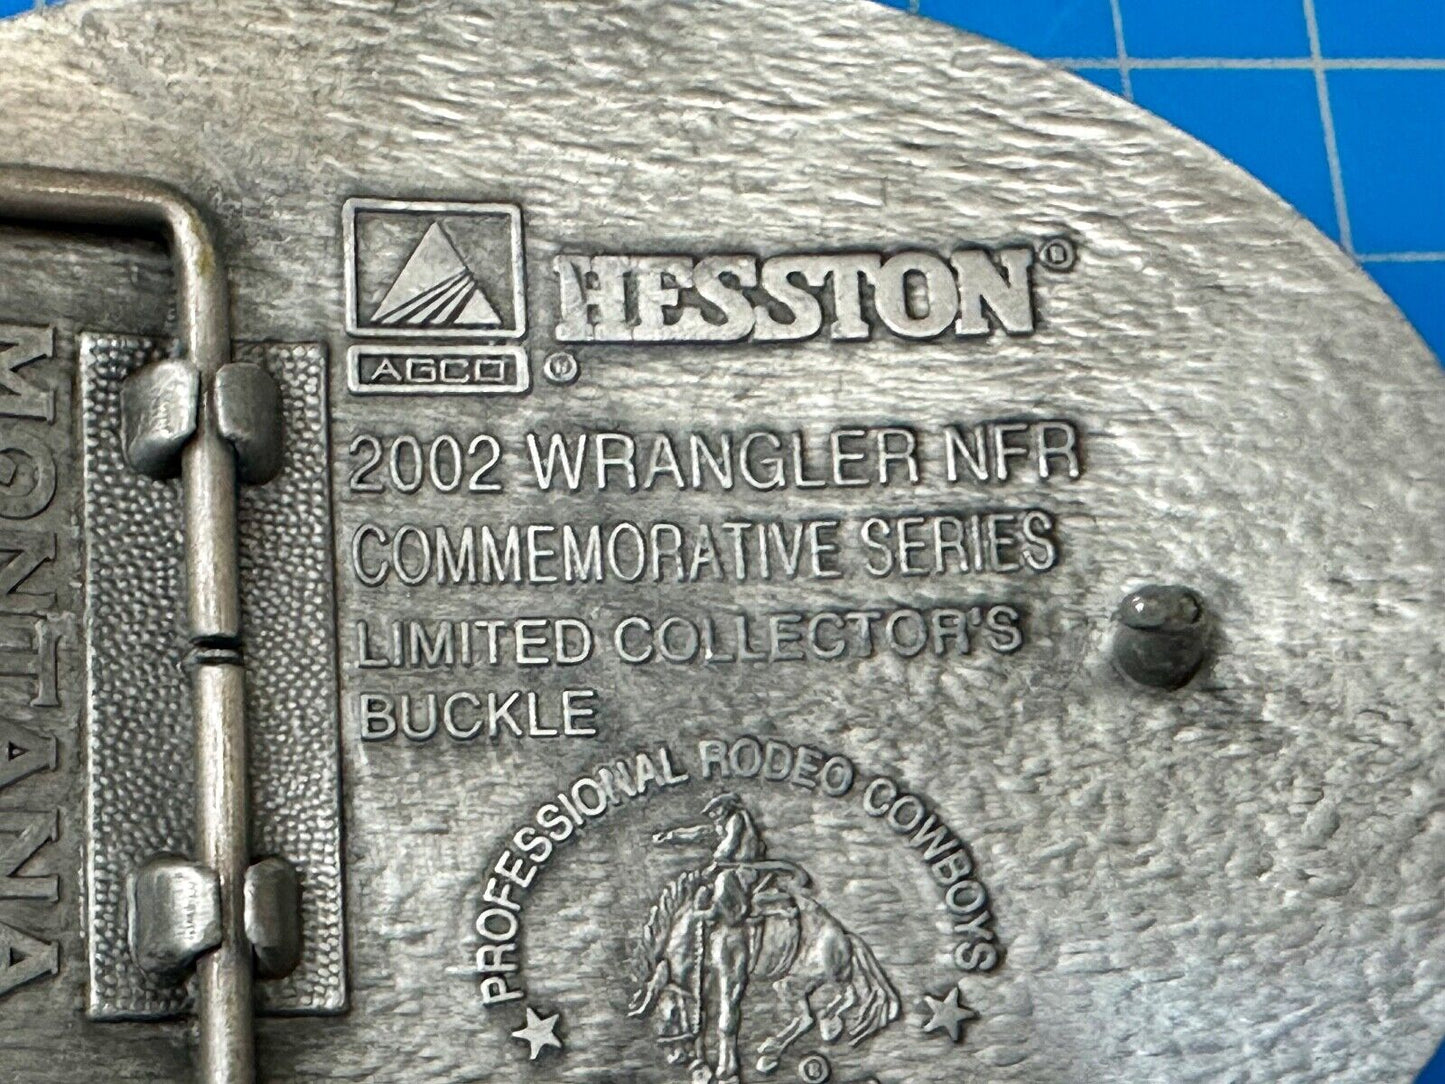 HESSTON®
AGCO ®
2002 WRANGLER NFR
COMMEMORATIVE SERIES
LIMITED COLLECTOR'S
BUCKLE
PROFESSIONAL RODEO COWBOYS
®
MONTANA